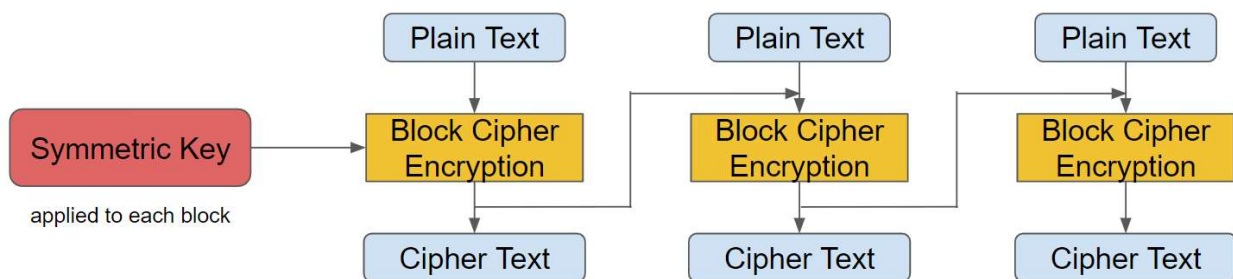 Plain Text
Plain Text
Plain Text
Symmetric Key
applied to each block
Block Cipher
Encryption
Block Cipher
Encryption
Block Cipher
Encryption
Cipher Text
Cipher Text
Cipher Text